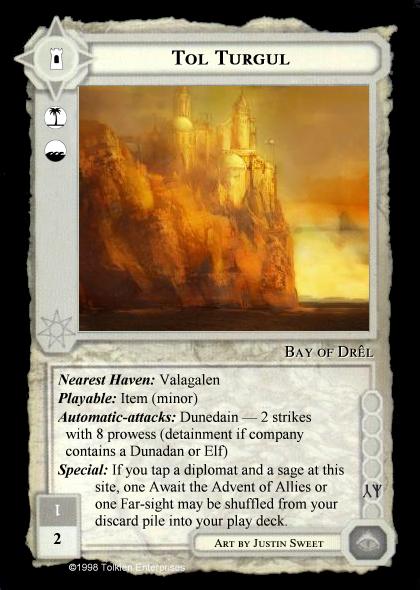 TOL TURGUL
BAY OF DRÊL
Nearest Haven: Valagalen
Playable: Item (minor)
Automatic-attacks: Dunedain — 2 strikes
with 8 prowess (detainment if company
contains a Dunadan or Elf)
Special: If you tap a diplomat and a sage at this
site, one Await the Advent of Allies or
one Far-sight may be shuffled from your
discard pile into your play deck.
1
2
ART BY JUSTIN SWEET
©1998 Tolkien Enterprises